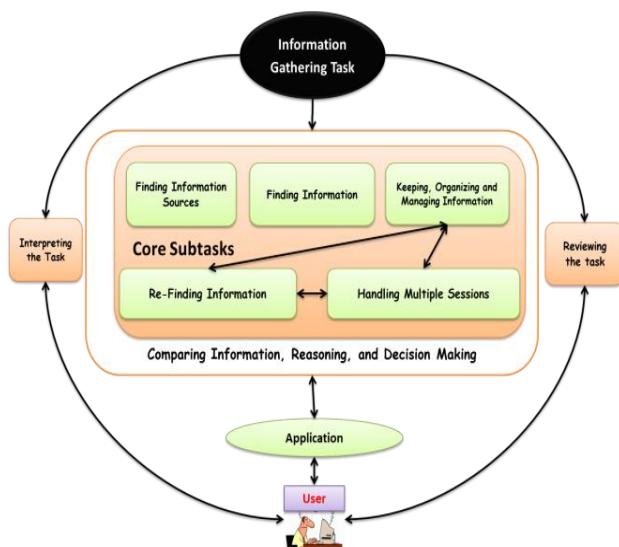 Information
Gathering Task
Finding Information
Sources
Finding Information
Keeping, Organizing and
Managing Information
Interpreting
the Task
Core Subtasks
Reviewing
the task
Re-Finding Information
Handling Multiple Sessions
Comparing Information, Reasoning, and Decision Making
Application
User